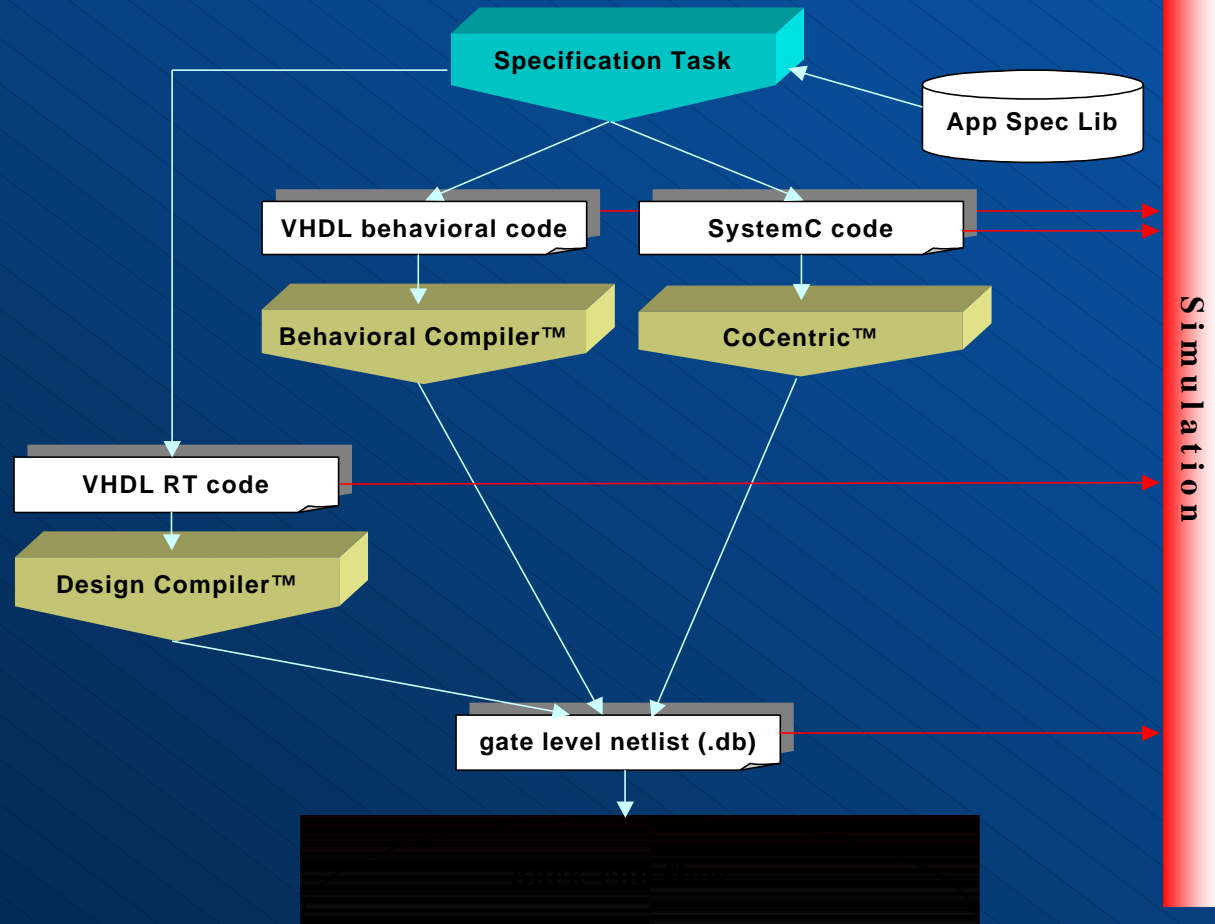 Specification Task
App Spec Lib
VHDL behavioral code
SystemC code
Behavioral Compiler™
CoCentric™
Simulation
VHDL RT code
Design Compiler™
gate level netlist (.db)